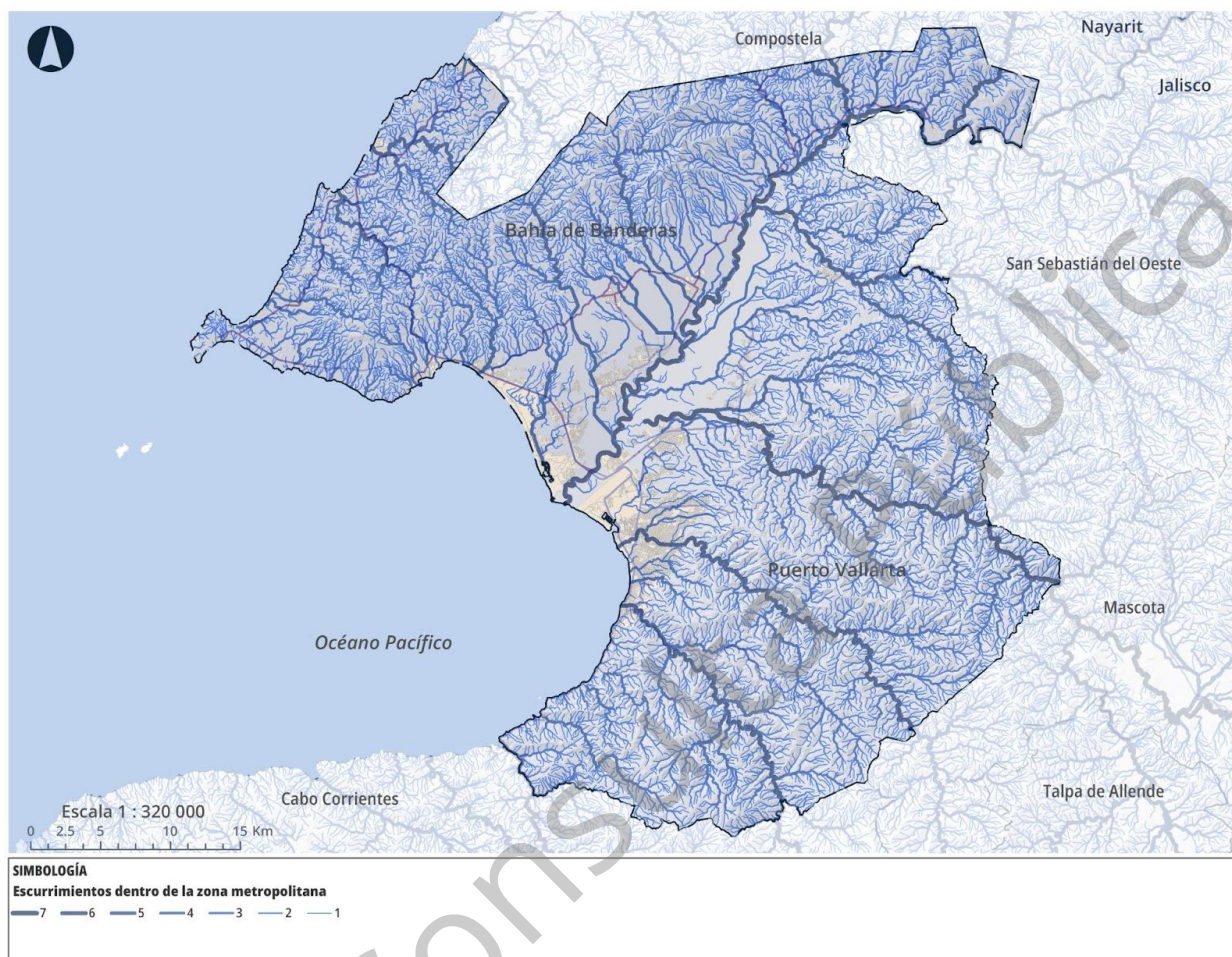 Nayarit
Compostela
Jalisco
Bahía de Banderas
San Sebastián del Oeste
Puerto Vallarta
Mascota
Océano Pacífico
Talpa de Allende
Cabo Corrientes
Escala 1 : 320 000
0 2.5 5 10 15 Km
Consulta pública
SIMBOLOGÍA
Escurrimientos dentro de la zona metropolitana
7 6 5 4 3 2 1